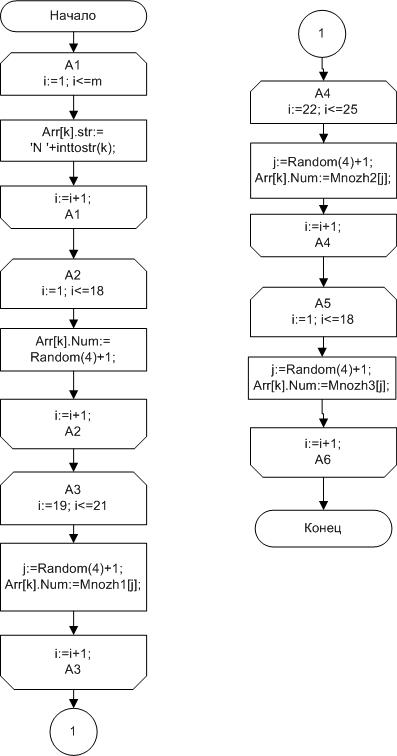 Начало
A1
i:=1; i<=m
Arr[k].str:=
'N '+inttostr(k);
i:=i+1;
A1
A2
i:=1; i<=18
Arr[k].Num:=
Random(4)+1;
i:=i+1;
A2
A3
i:=19; i<=21
j:=Random(4)+1;
Arr[k].Num:=Mnozh1[j];
i:=i+1;
A3
1
1
A4
i:=22; i<=25
j:=Random(4)+1;
Arr[k].Num:=Mnozh2[j];
i:=i+1;
A4
A5
i:=1; i<=18
j:=Random(4)+1;
Arr[k].Num:=Mnozh3[j];
i:=i+1;
A6
Конец